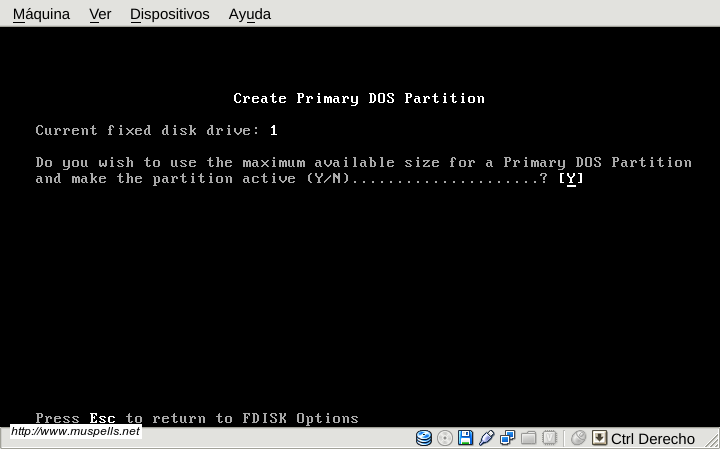 Máquina Ver Dispositivos Ayuda
Create Primary DOS Partition
Current fixed disk drive: 1
Do you wish to use the maximum available size for a Primary DOS Partition
and make the partition active (Y/N).....................? [Y]
Press Esc to return to FDISK Options
http://www.muspells.net
Ctrl Derecho